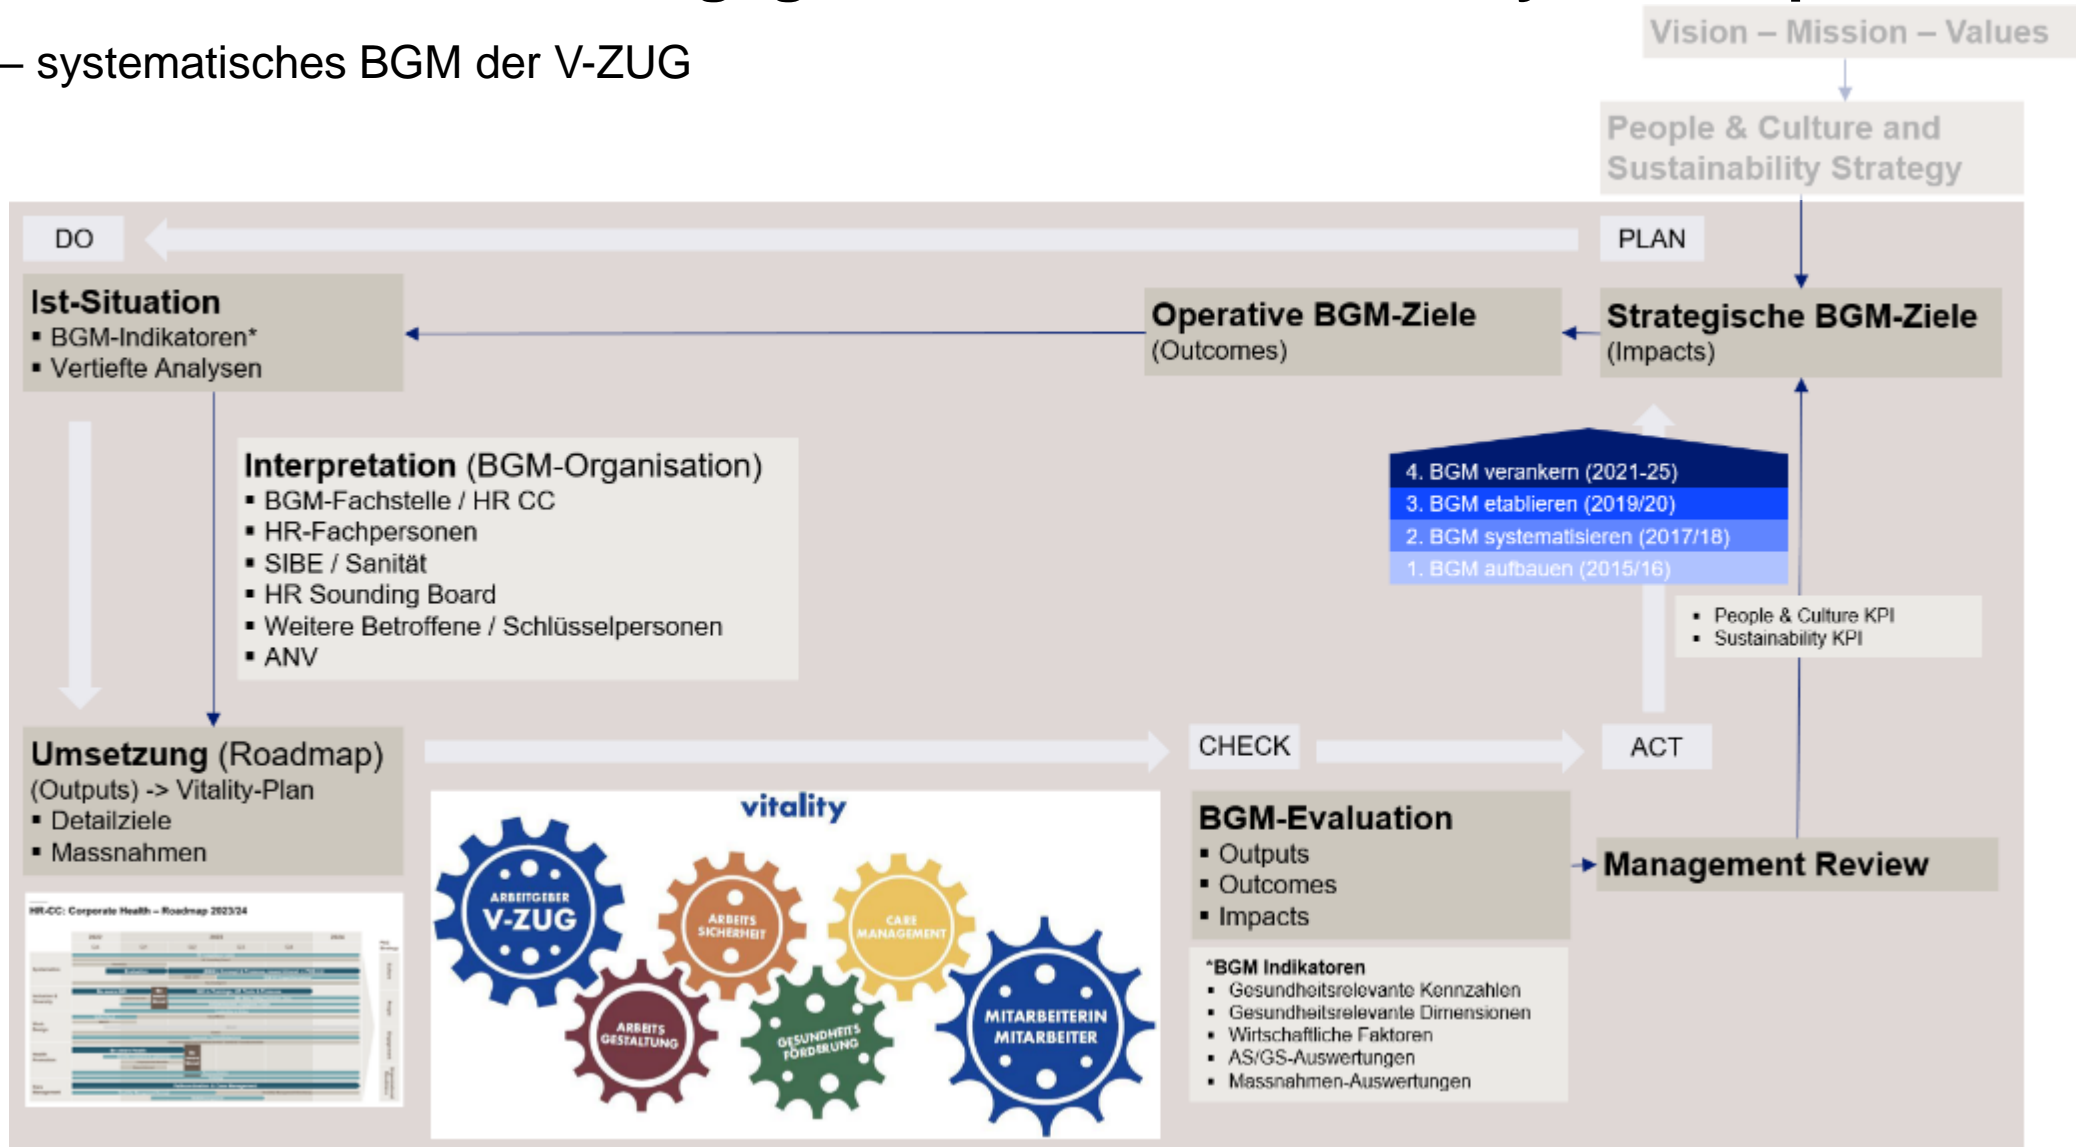 – systematisches BGM der V-ZUG
Vision – Mission – Values
People & Culture and
Sustainability Strategy
DO
PLAN
Ist-Situation
▪ BGM-Indikatoren*
▪ Vertiefte Analysen
Operative BGM-Ziele
(Outcomes)
Strategische BGM-Ziele
(Impacts)
Interpretation (BGM-Organisation)
▪ BGM-Fachstelle / HR CC
▪ HR-Fachpersonen
▪ SIBE / Sanität
▪ HR Sounding Board
▪ Weitere Betroffene / Schlüsselpersonen
▪ ANV
4. BGM verankern (2021-25)
3. BGM etablieren (2019/20)
2. BGM systematisieren (2017/18)
1. BGM aufbauen (2015/16)
▪ People & Culture KPI
▪ Sustainability KPI
Umsetzung (Roadmap)
(Outputs) -> Vitality-Plan
▪ Detailziele
▪ Massnahmen
CHECK
ACT
vitality
ARBEITGEBER
V-ZUG
ARBEITS
SICHERHEIT
CARE
MANAGEMENT
ARBEITS
GESTALTUNG
GESUNDHEITS
FÖRDERUNG
MITARBEITERIN
MITARBEITER
BGM-Evaluation
▪ Outputs
▪ Outcomes
▪ Impacts
Management Review
*BGM Indikatoren
▪ Gesundheitsrelevante Kennzahlen
▪ Gesundheitsrelevante Dimensionen
▪ Wirtschaftliche Faktoren
▪ AS/GS-Auswertungen
▪ Massnahmen-Auswertungen
HR-CC: Corporate Health – Roadmap 2023/24